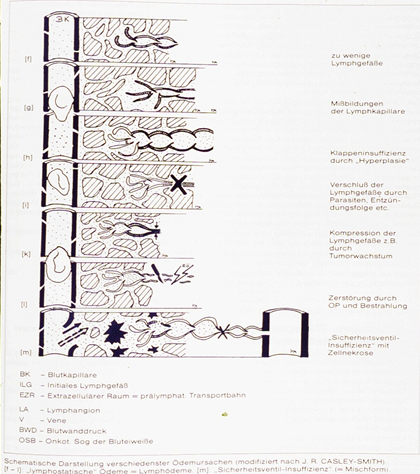 BK
[f]
zu wenige
Lymphgefäße
[g]
Mißbildungen
der Lymphkapillare
[h]
Klappeninsuffizienz
durch „Hyperplasie"
[i]
Verschluß der
Lymphgefäße durch
Parasiten, Entzün-
dungsfolge etc.
[k]
Kompression der
Lymphgefäße z.B.
durch
Tumorwachstum
[l]
Zerstörung durch
OP und Bestrahlung
[m]
„Sicherheitsventil-
Insuffizienz" mit
Zellnekrose
BK – Blutkapillare
ILG – Initiales Lymphgefäß
EZR – Extrazellulärer Raum = prälymphat. Transportbahn
LA – Lymphangion
V – Vene
BWD – Blutwanddruck
OSB – Onkot. Sog der Bluteiweiße
Schematische Darstellung verschiedenster Ödemursachen (modifiziert nach J. R. CASLEY-SMITH).
[f – l]: „Lymphostatische" Ödeme = Lymphödeme. [m]: „Sicherheitsventil-Insuffizienz" (= Mischform).